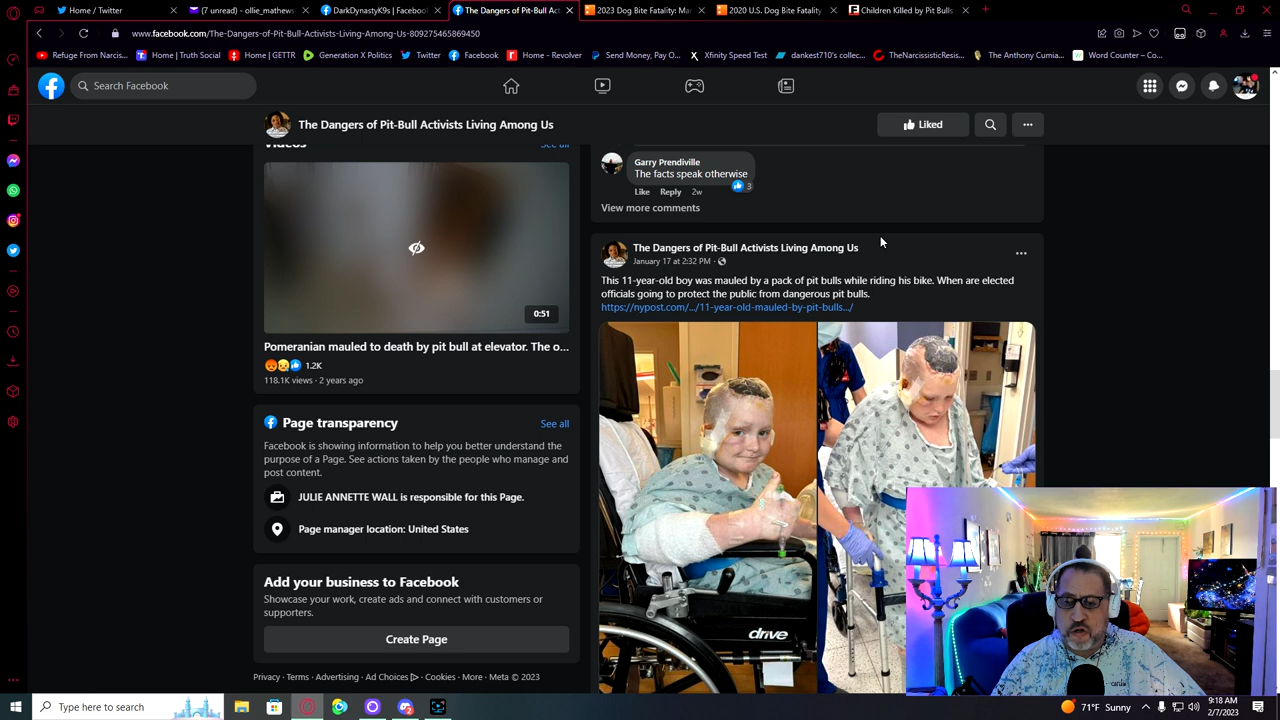 Home / Twitter
(7 unread) - ollie_mathews
DarkDynastyK9s | Facebook
The Dangers of Pit-Bull Act
2023 Dog Bite Fatality: Ma
2020 U.S. Dog Bite Fatality
Children Killed by Pit Bulls
www.facebook.com/The-Dangers-of-Pit-Bull-Activists-Living-Among-Us-809275465869450
Refuge From Narcis...
Home | Truth Social
Home | GETTR
Generation X Politics
Twitter
Facebook
Home - Revolver
Send Money, Pay O...
Xfinity Speed Test
dankest710's collec...
TheNarcissisticResis...
The Anthony Cumia...
Word Counter – Co...
Search Facebook
The Dangers of Pit-Bull Activists Living Among Us
Liked
Videos
See all
0:51
Pomeranian mauled to death by pit bull at elevator. The o...
1.2K
118.1K views · 2 years ago
Page transparency
See all
Facebook is showing information to help you better understand the
purpose of a Page. See actions taken by the people who manage and
post content.
JULIE ANNETTE WALL is responsible for this Page.
Page manager location: United States
Add your business to Facebook
Showcase your work, create ads and connect with customers or
supporters.
Create Page
Privacy · Terms · Advertising · Ad Choices · Cookies · More · Meta © 2023
Garry Prendiville
The facts speak otherwise
3
Like Reply 2w
View more comments
The Dangers of Pit-Bull Activists Living Among Us
January 17 at 2:32 PM ·
This 11-year-old boy was mauled by a pack of pit bulls while riding his bike. When are elected
officials going to protect the public from dangerous pit bulls.
https://nypost.com/.../11-year-old-mauled-by-pit-bulls.../
drive
Type here to search
71°F Sunny
9:18 AM
2/7/2023